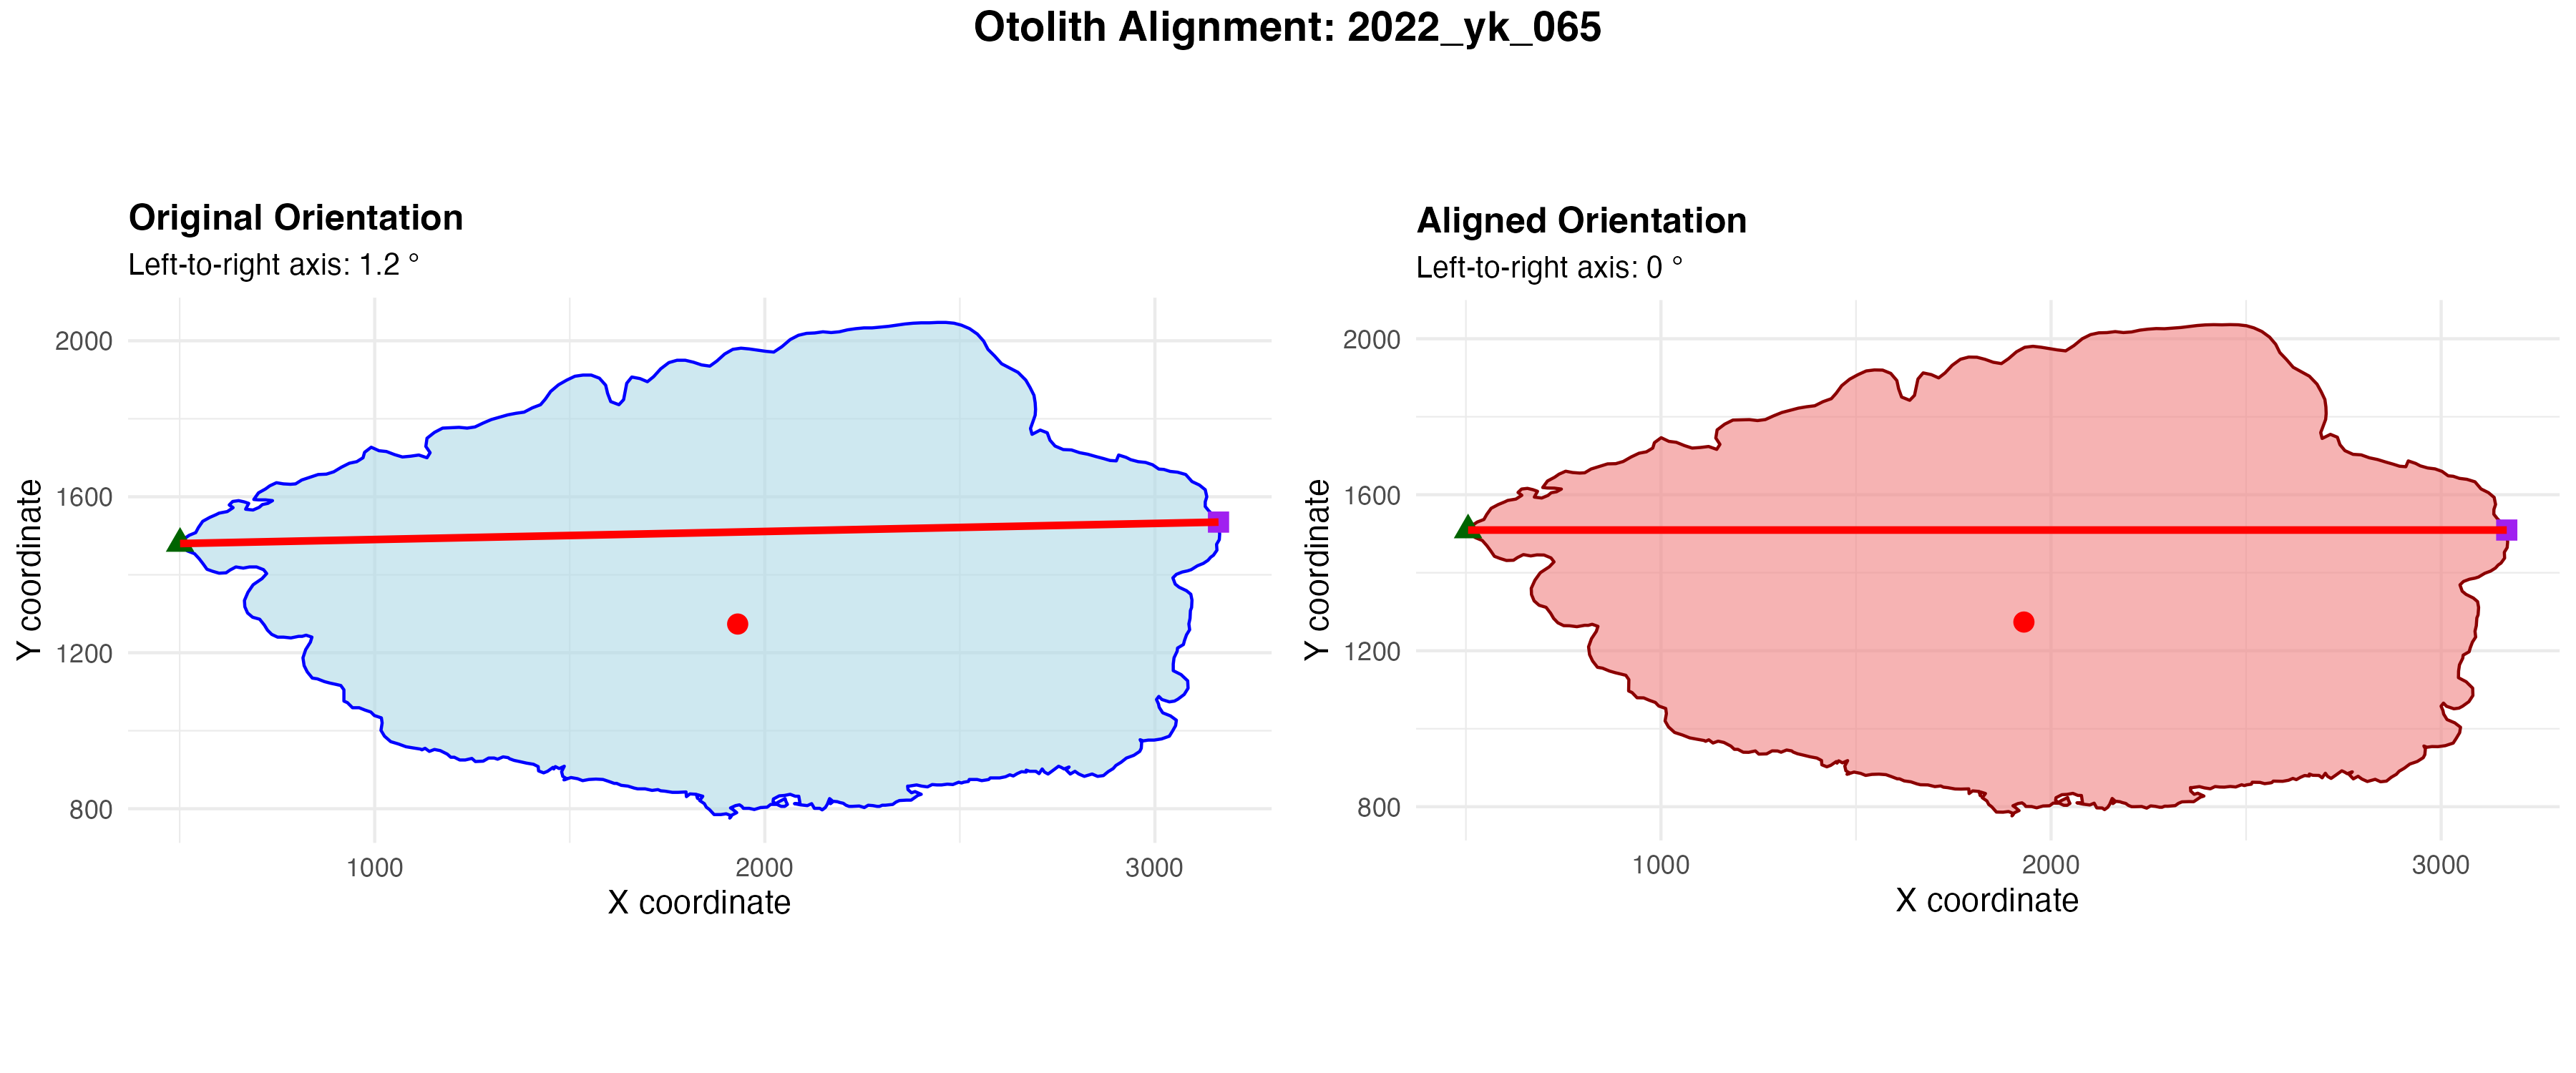 Otolith Alignment: 2022_yk_065
Original Orientation
Left-to-right axis: 1.2 °
Y coordinate
2000
1600
1200
800
1000
2000
3000
X coordinate
Aligned Orientation
Left-to-right axis: 0 °
Y coordinate
2000
1600
1200
800
1000
2000
3000
X coordinate